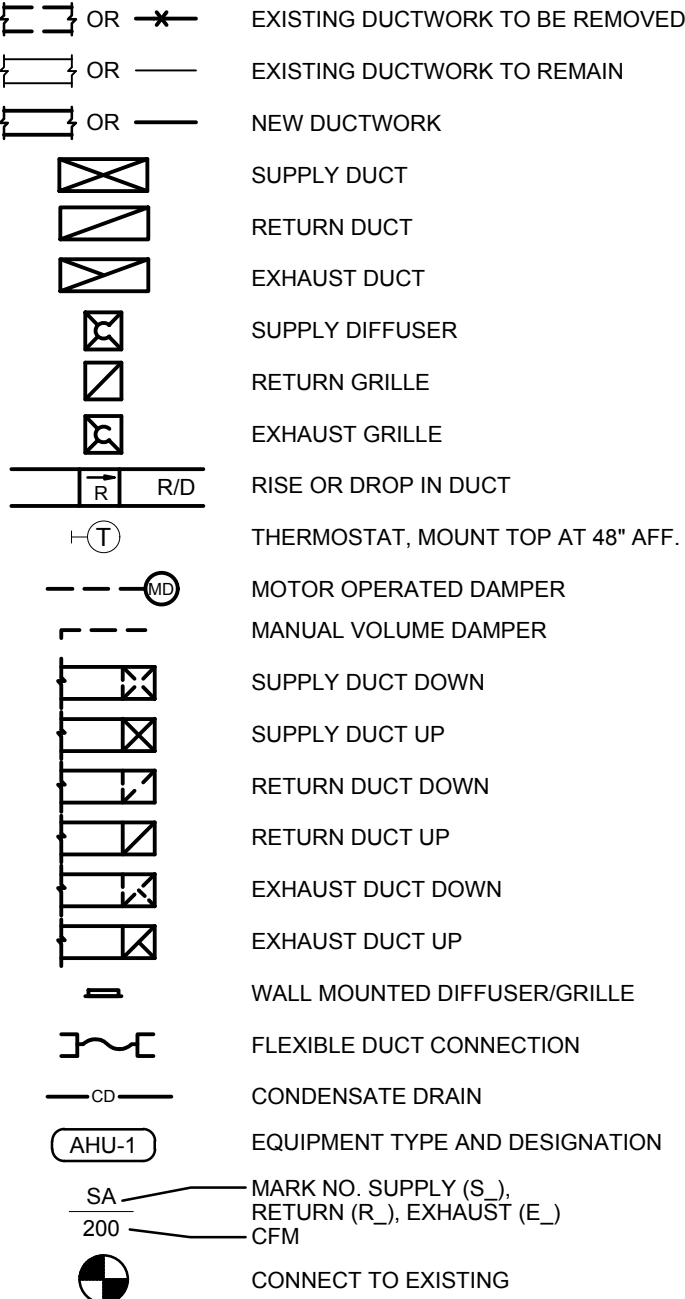 OR EXISTING DUCTWORK TO BE REMOVED
OR EXISTING DUCTWORK TO REMAIN
OR NEW DUCTWORK
SUPPLY DUCT
RETURN DUCT
EXHAUST DUCT
C SUPPLY DIFFUSER
RETURN GRILLE
C EXHAUST GRILLE
R R/D RISE OR DROP IN DUCT
T THERMOSTAT, MOUNT TOP AT 48" AFF.
MD MOTOR OPERATED DAMPER
MANUAL VOLUME DAMPER
SUPPLY DUCT DOWN
SUPPLY DUCT UP
RETURN DUCT DOWN
RETURN DUCT UP
EXHAUST DUCT DOWN
EXHAUST DUCT UP
WALL MOUNTED DIFFUSER/GRILLE
FLEXIBLE DUCT CONNECTION
CD CONDENSATE DRAIN
AHU-1 EQUIPMENT TYPE AND DESIGNATION
SA MARK NO. SUPPLY (S_),
RETURN (R_), EXHAUST (E_)
200 CFM
CONNECT TO EXISTING